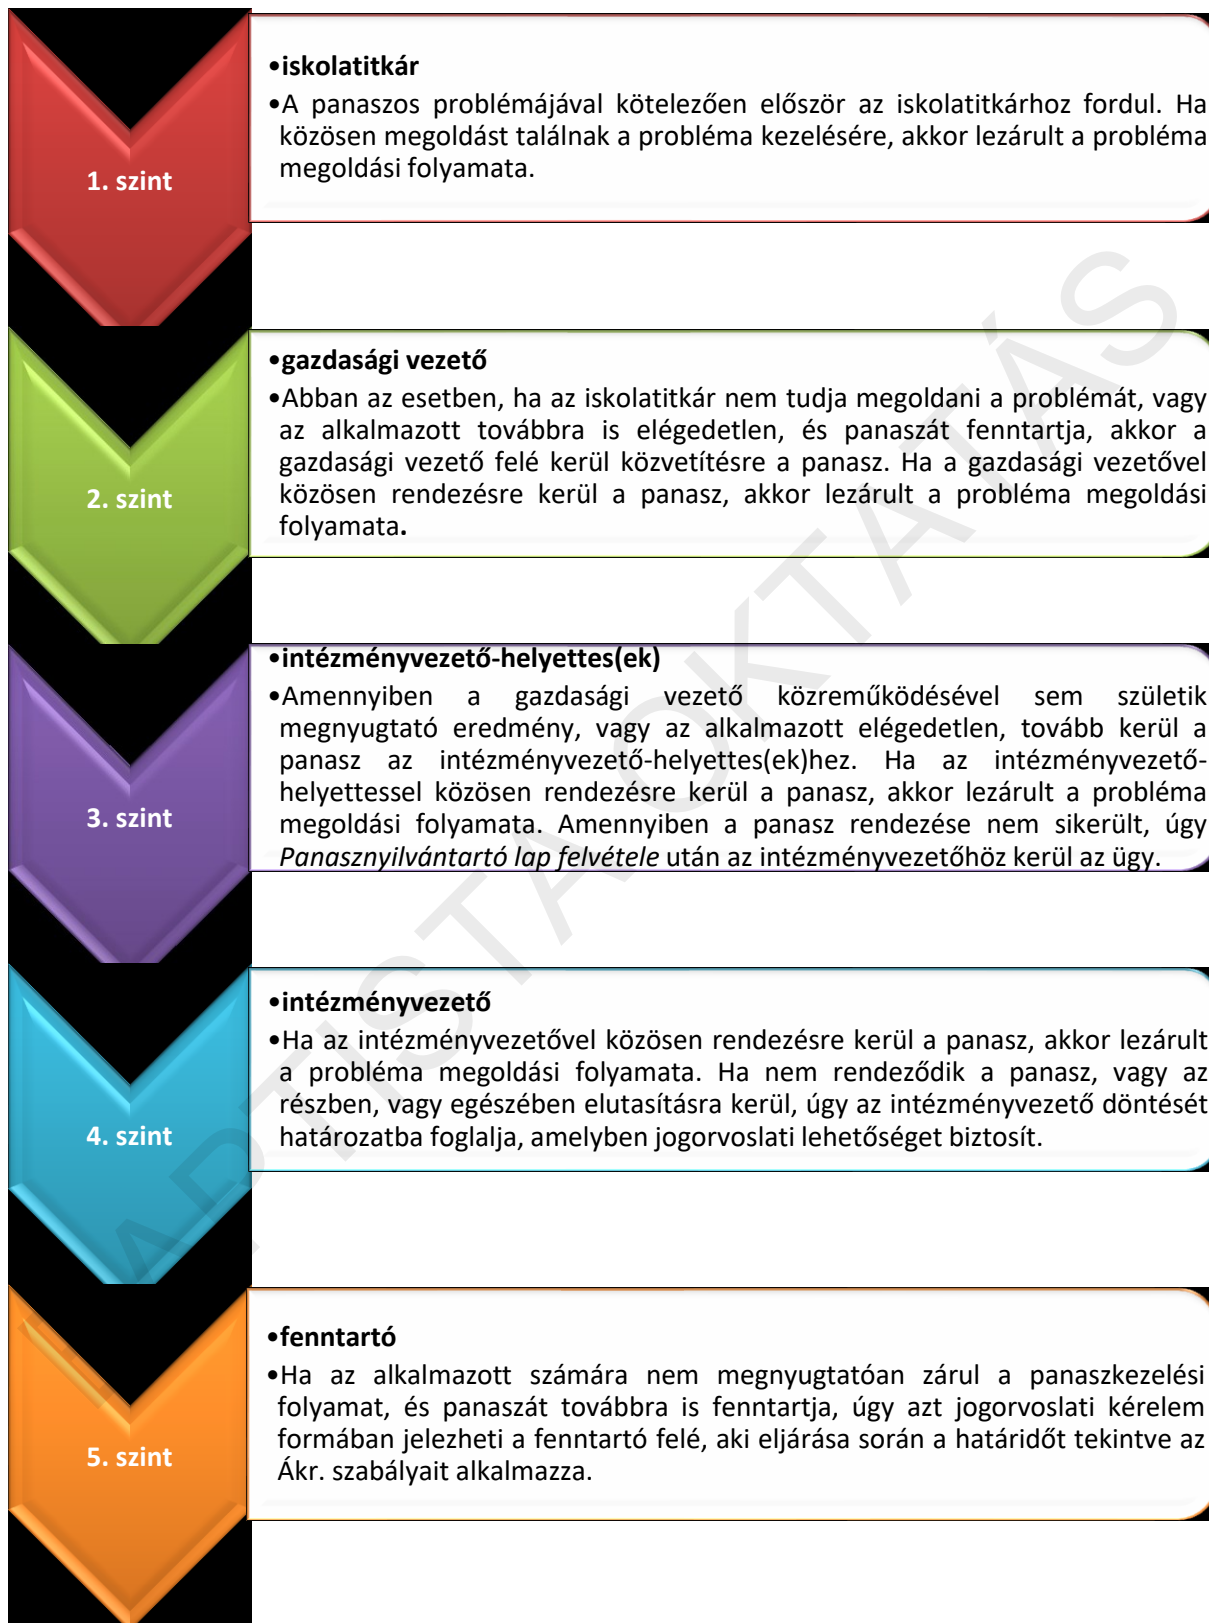 •iskolatitkár
•A panaszos problémájával kötelezően először az iskolatitkárhoz fordul. Ha
közösen megoldást találnak a probléma kezelésére, akkor lezárult a probléma
megoldási folyamata.
1. szint
•gazdasági vezető
•Abban az esetben, ha az iskolatitkár nem tudja megoldani a problémát, vagy
az alkalmazott továbbra is elégedetlen, és panaszát fenntartja, akkor a
gazdasági vezető felé kerül közvetítésre a panasz. Ha a gazdasági vezetővel
közösen rendezésre kerül a panasz, akkor lezárult a probléma megoldási
folyamata.
2. szint
•intézményvezető-helyettes(ek)
•Amennyiben a gazdasági vezető közreműködésével sem születik
megnyugtató eredmény, vagy az alkalmazott elégedetlen, tovább kerül a
panasz az intézményvezető-helyettes(ek)hez. Ha az intézményvezető-
helyettessel közösen rendezésre kerül a panasz, akkor lezárult a probléma
megoldási folyamata. Amennyiben a panasz rendezése nem sikerült, úgy
Panasznyilvántartó lap felvétele után az intézményvezetőhöz kerül az ügy.
3. szint
•intézményvezető
•Ha az intézményvezetővel közösen rendezésre kerül a panasz, akkor lezárult
a probléma megoldási folyamata. Ha nem rendeződik a panasz, vagy az
részben, vagy egészében elutasításra kerül, úgy az intézményvezető döntését
határozatba foglalja, amelyben jogorvoslati lehetőséget biztosít.
4. szint
•fenntartó
•Ha az alkalmazott számára nem megnyugtatóan zárul a panaszkezelési
folyamat, és panaszát továbbra is fenntartja, úgy azt jogorvoslati kérelem
formában jelezheti a fenntartó felé, aki eljárása során a határidőt tekintve az
Ákr. szabályait alkalmazza.
5. szint
APTISTA OKTATÁS